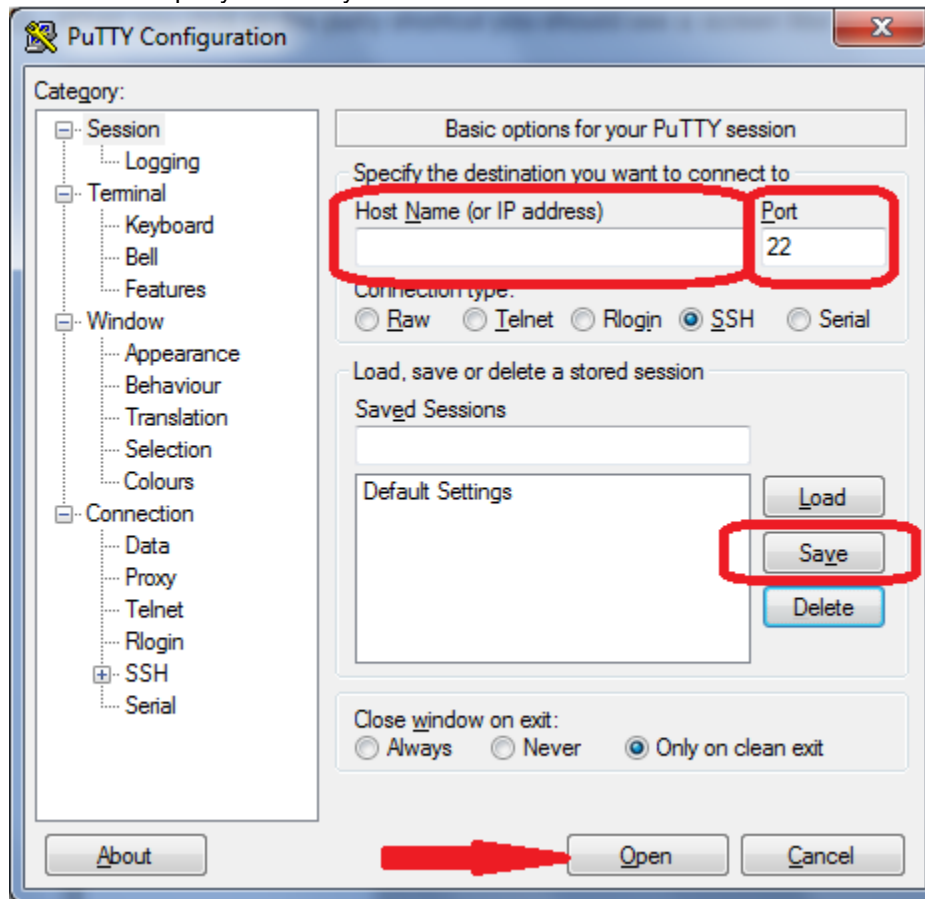 PuTTY Configuration
Category:
Session
Logging
Terminal
Keyboard
Bell
Features
Window
Appearance
Behaviour
Translation
Selection
Colours
Connection
Data
Proxy
Telnet
Rlogin
SSH
Serial
Basic options for your PuTTY session
Specify the destination you want to connect to
Host Name (or IP address) Port
22
Connection type:
Raw Telnet Rlogin SSH Serial
Load, save or delete a stored session
Saved Sessions
Default Settings
Load
Save
Delete
Close window on exit:
Always Never Only on clean exit
About Open Cancel